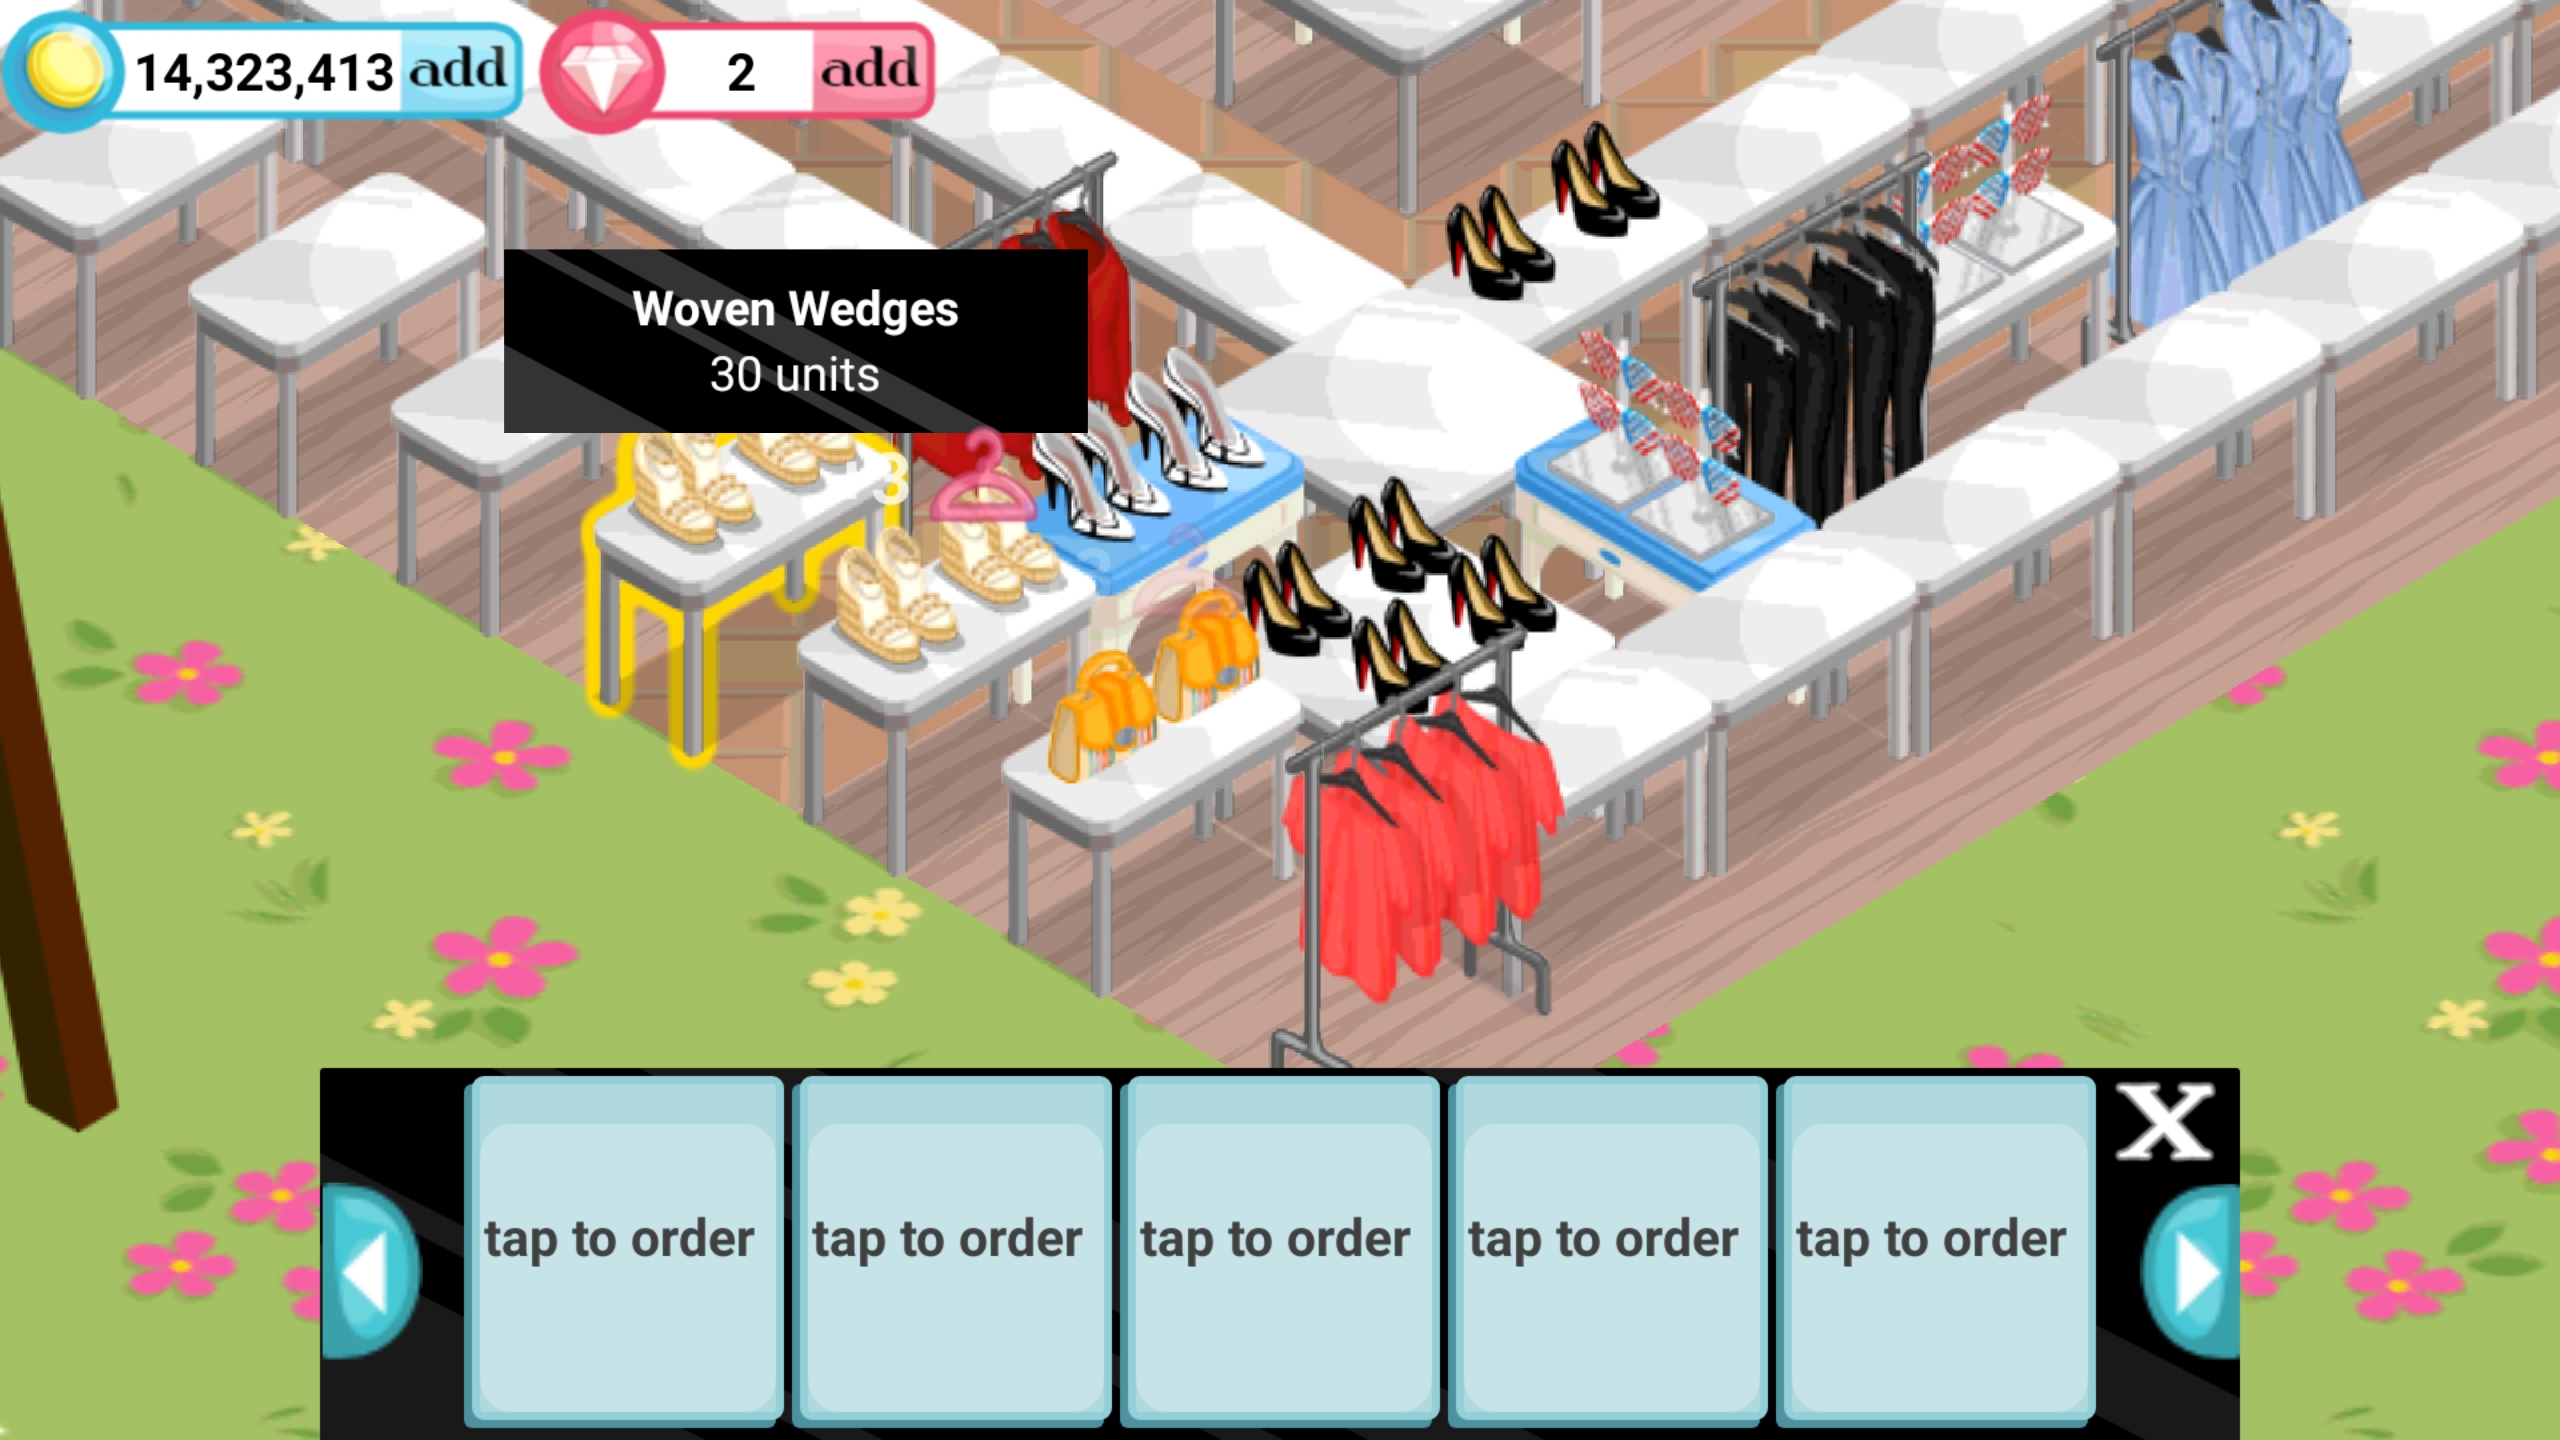 14,323,413 add
2 add
Woven Wedges
30 units
3
tap to order
tap to order
tap to order
tap to order
tap to order
X